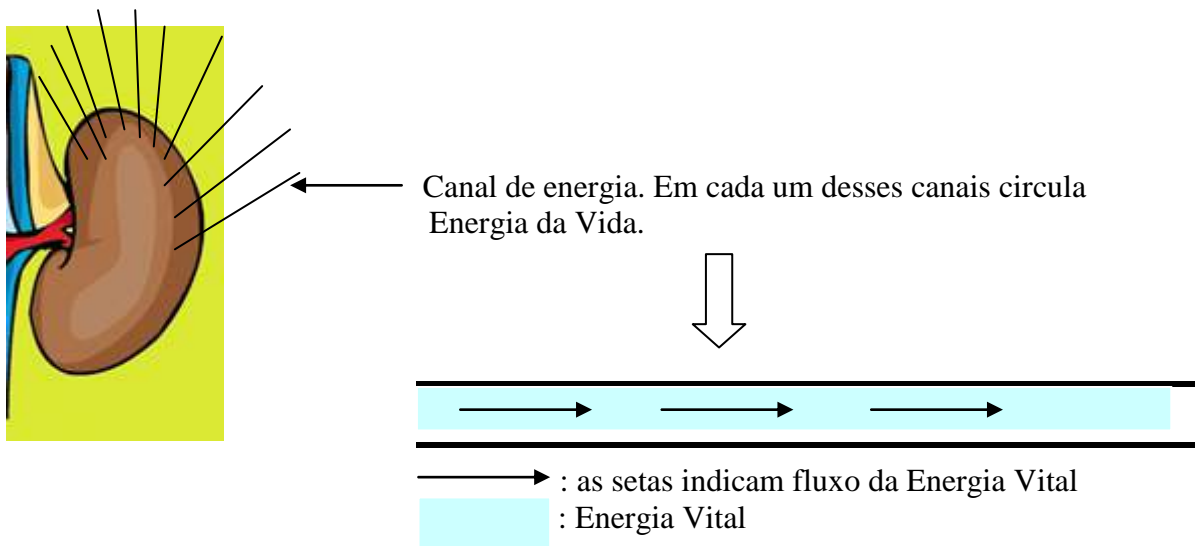 Canal de energia. Em cada um desses canais circula
Energia da Vida.
: as setas indicam fluxo da Energia Vital
: Energia Vital